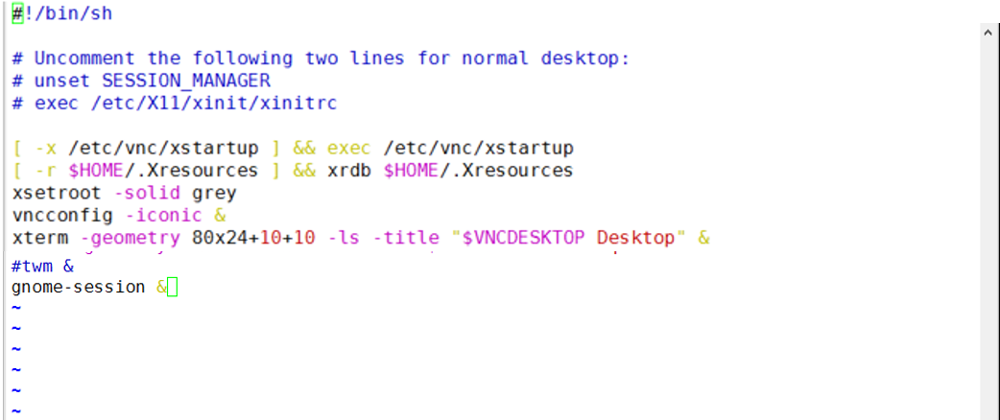 #!/bin/sh

# Uncomment the following two lines for normal desktop:
# unset SESSION_MANAGER
# exec /etc/X11/xinit/xinitrc

[ -x /etc/vnc/xstartup ] && exec /etc/vnc/xstartup
[ -r $HOME/.Xresources ] && xrdb $HOME/.Xresources
xsetroot -solid grey
vncconfig -iconic &
xterm -geometry 80x24+10+10 -ls -title "$VNCDESKTOP Desktop" &
#twm &
gnome-session &
~
~
~
~
~
~